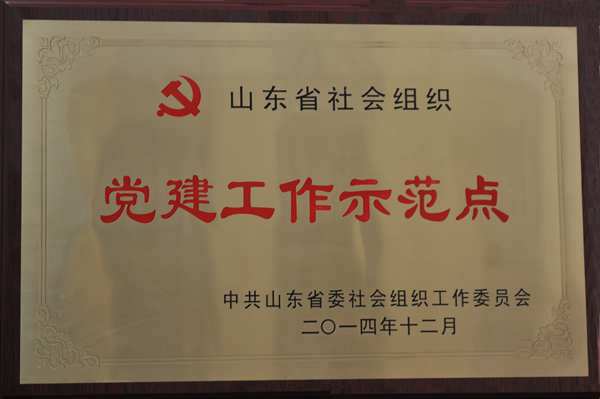 山东省社会组织
党建工作示范点
中共山东省委社会组织工作委员会
二〇一四年十二月